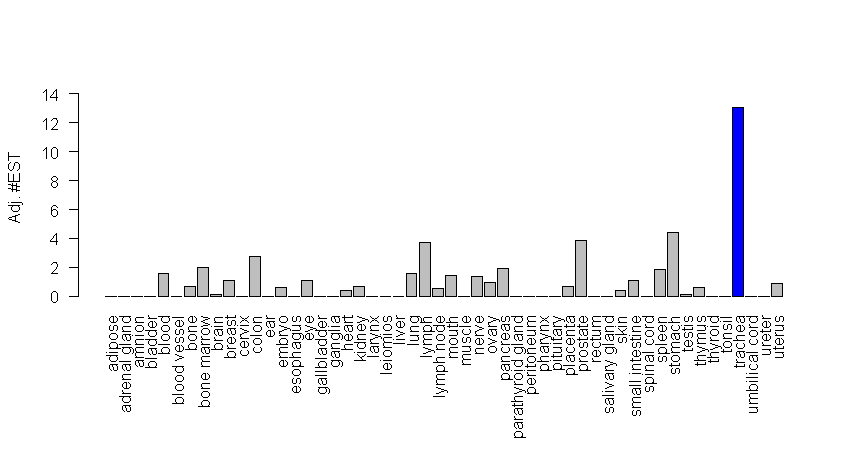 Adj. #EST
14
12
10
8
6
4
2
0
adipose
adrenal gland
amnion
bladder
blood
blood vessel
bone
bone marrow
brain
breast
cervix
colon
ear
embryo
esophagus
eye
gallbladder
ganglia
heart
kidney
larynx
leiomios
liver
lung
lymph
lymph node
mouth
muscle
nerve
ovary
pancreas
parathyroid gland
peritoneum
pharynx
pituitary
placenta
prostate
rectum
salivary gland
skin
small intestine
spinal cord
spleen
stomach
testis
thymus
thyroid
tonsil
trachea
umbilical cord
ureter
uterus